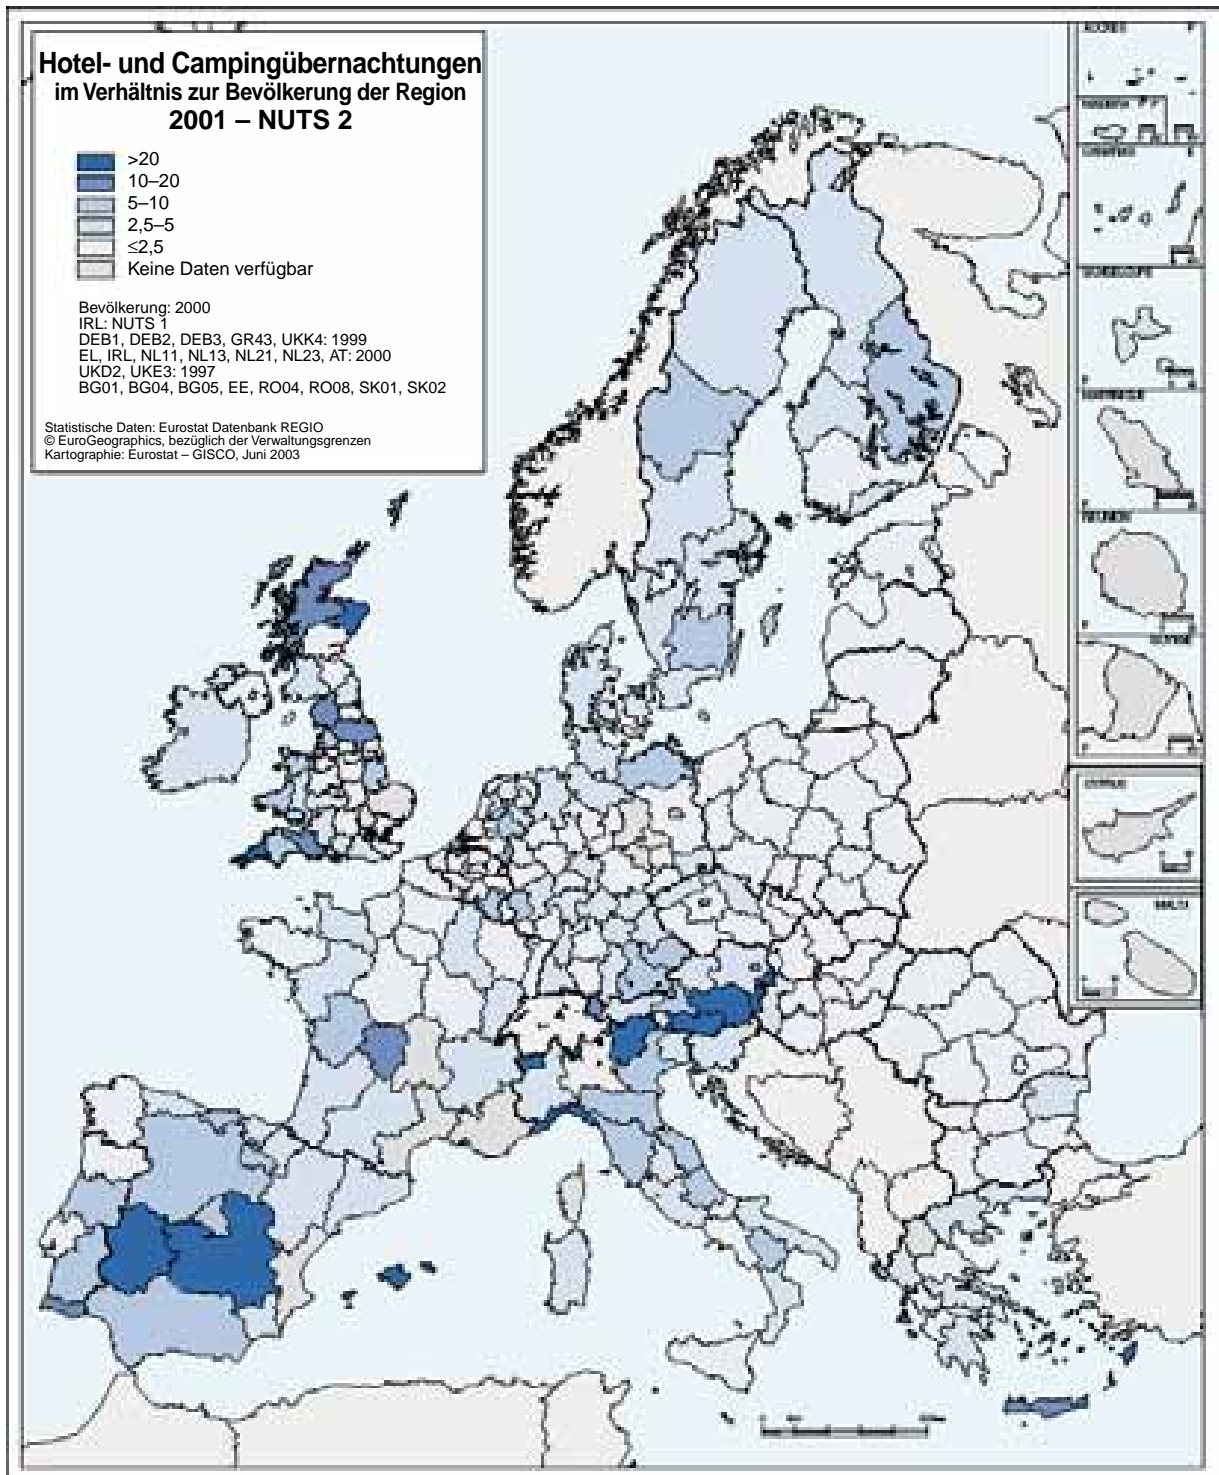 Hotel- und Campingübernachtungen
im Verhältnis zur Bevölkerung der Region
2001 – NUTS 2
>20
10–20
5–10
2,5–5
≤2,5
Keine Daten verfügbar
Bevölkerung: 2000
IRL: NUTS 1
DEB1, DEB2, DEB3, GR43, UKK4: 1999
EL, IRL, NL11, NL13, NL21, NL23, AT: 2000
UKD2, UKE3: 1997
BG01, BG04, BG05, EE, RO04, RO08, SK01, SK02
Statistische Daten: Eurostat Datenbank REGIO
© EuroGeographics, bezüglich der Verwaltungsgrenzen
Kartographie: Eurostat – GISCO, Juni 2003